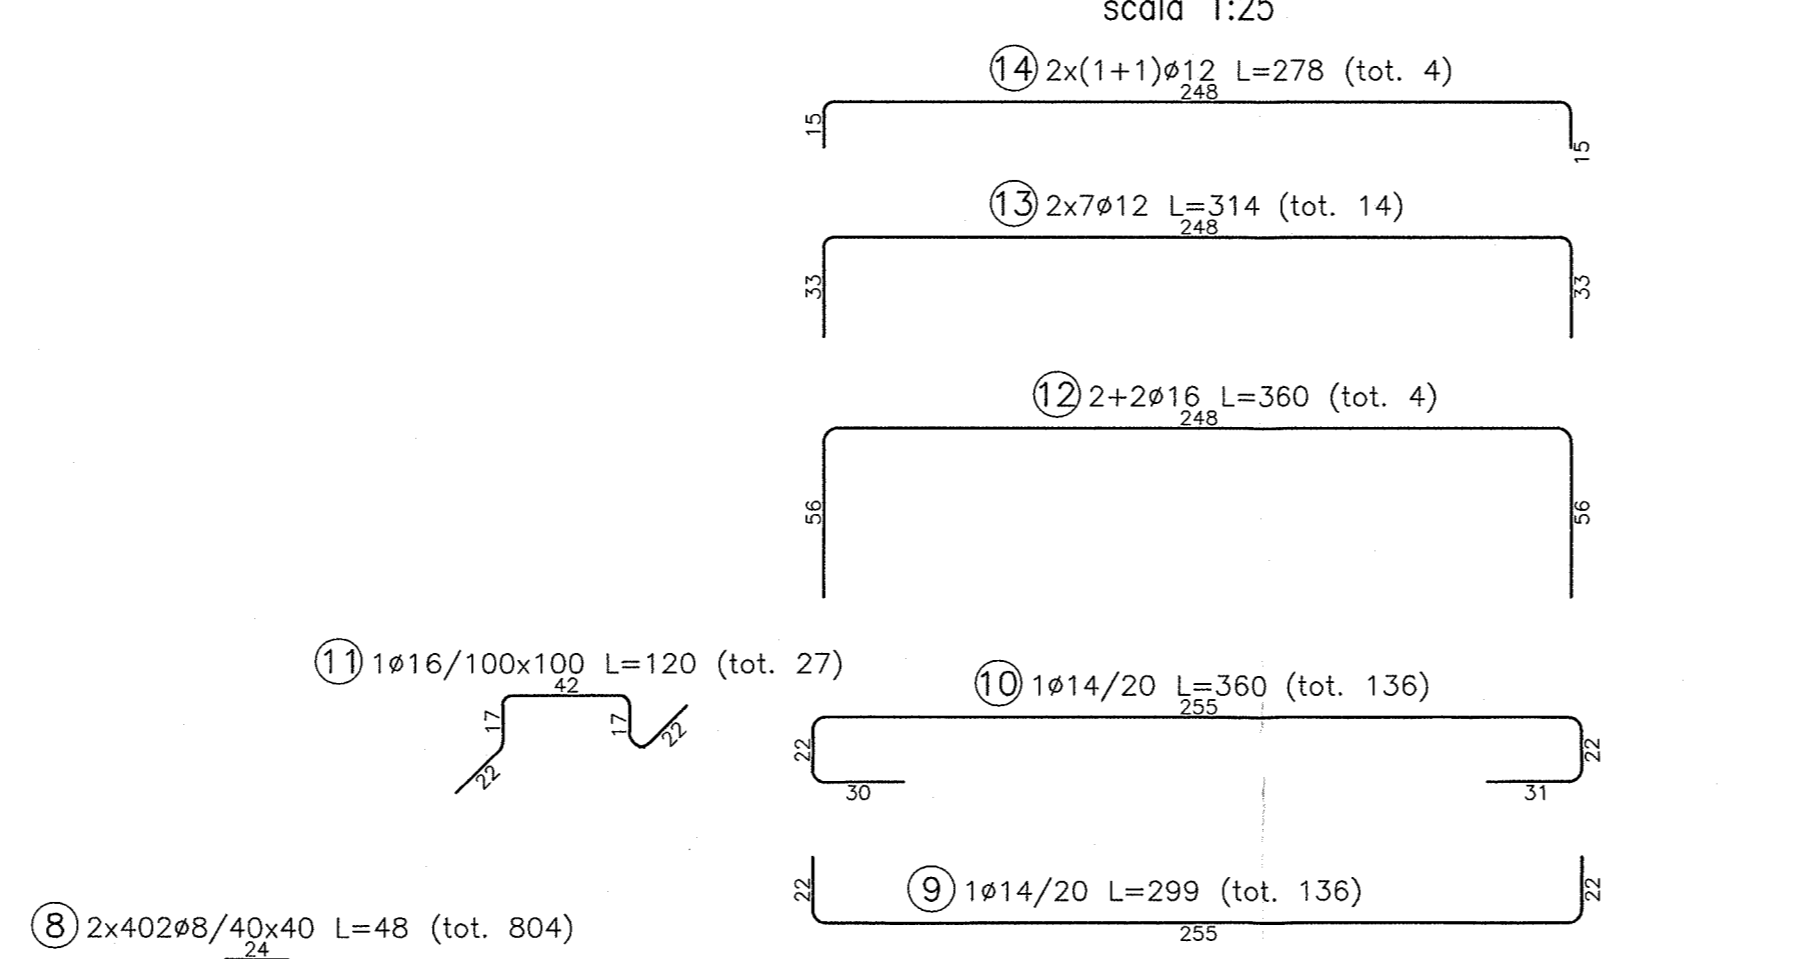 scala 1:25
14 2x(1+1)ø12 L=278 (tot. 4)
248
15
15
13 2x7ø12 L=314 (tot. 14)
248
33
33
12 2+2ø16 L=360 (tot. 4)
248
56
56
11 1ø16/100x100 L=120 (tot. 27)
42
17
17
22
22
10 1ø14/20 L=360 (tot. 136)
255
22
22
30
31
9 1ø14/20 L=299 (tot. 136)
22
22
255
8 2x402ø8/40x40 L=48 (tot. 804)
24